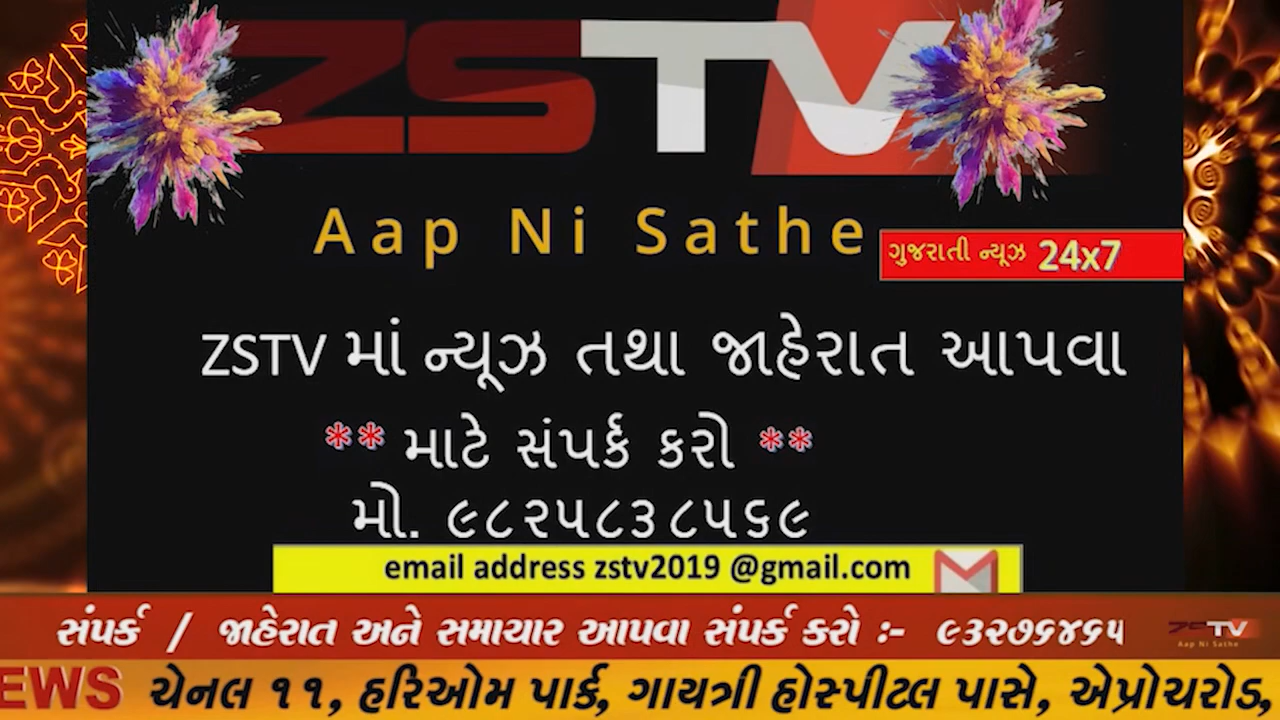 ZSTV
Aap Ni Sathe
ગુજરાતી ન્યૂઝ 24x7
ZSTV માં ન્યૂઝ તથા જાહેરાત આપવા
** માટે સંપર્ક કરો **
મો. ૯૮૨૫૮૩૮૫૬૯
email address zstv2019 @gmail.com
સંપર્ક / જાહેરાત અને સમાચાર આપવા સંપર્ક કરો :- ૯૩૨૭૬૪૬૫
ZSTV
Aap Ni Sathe
EWS ચેનલ ૧૧, હરિઓમ પાર્ક, ગાયત્રી હોસ્પીટલ પાસે, એપ્રોચરોડ,